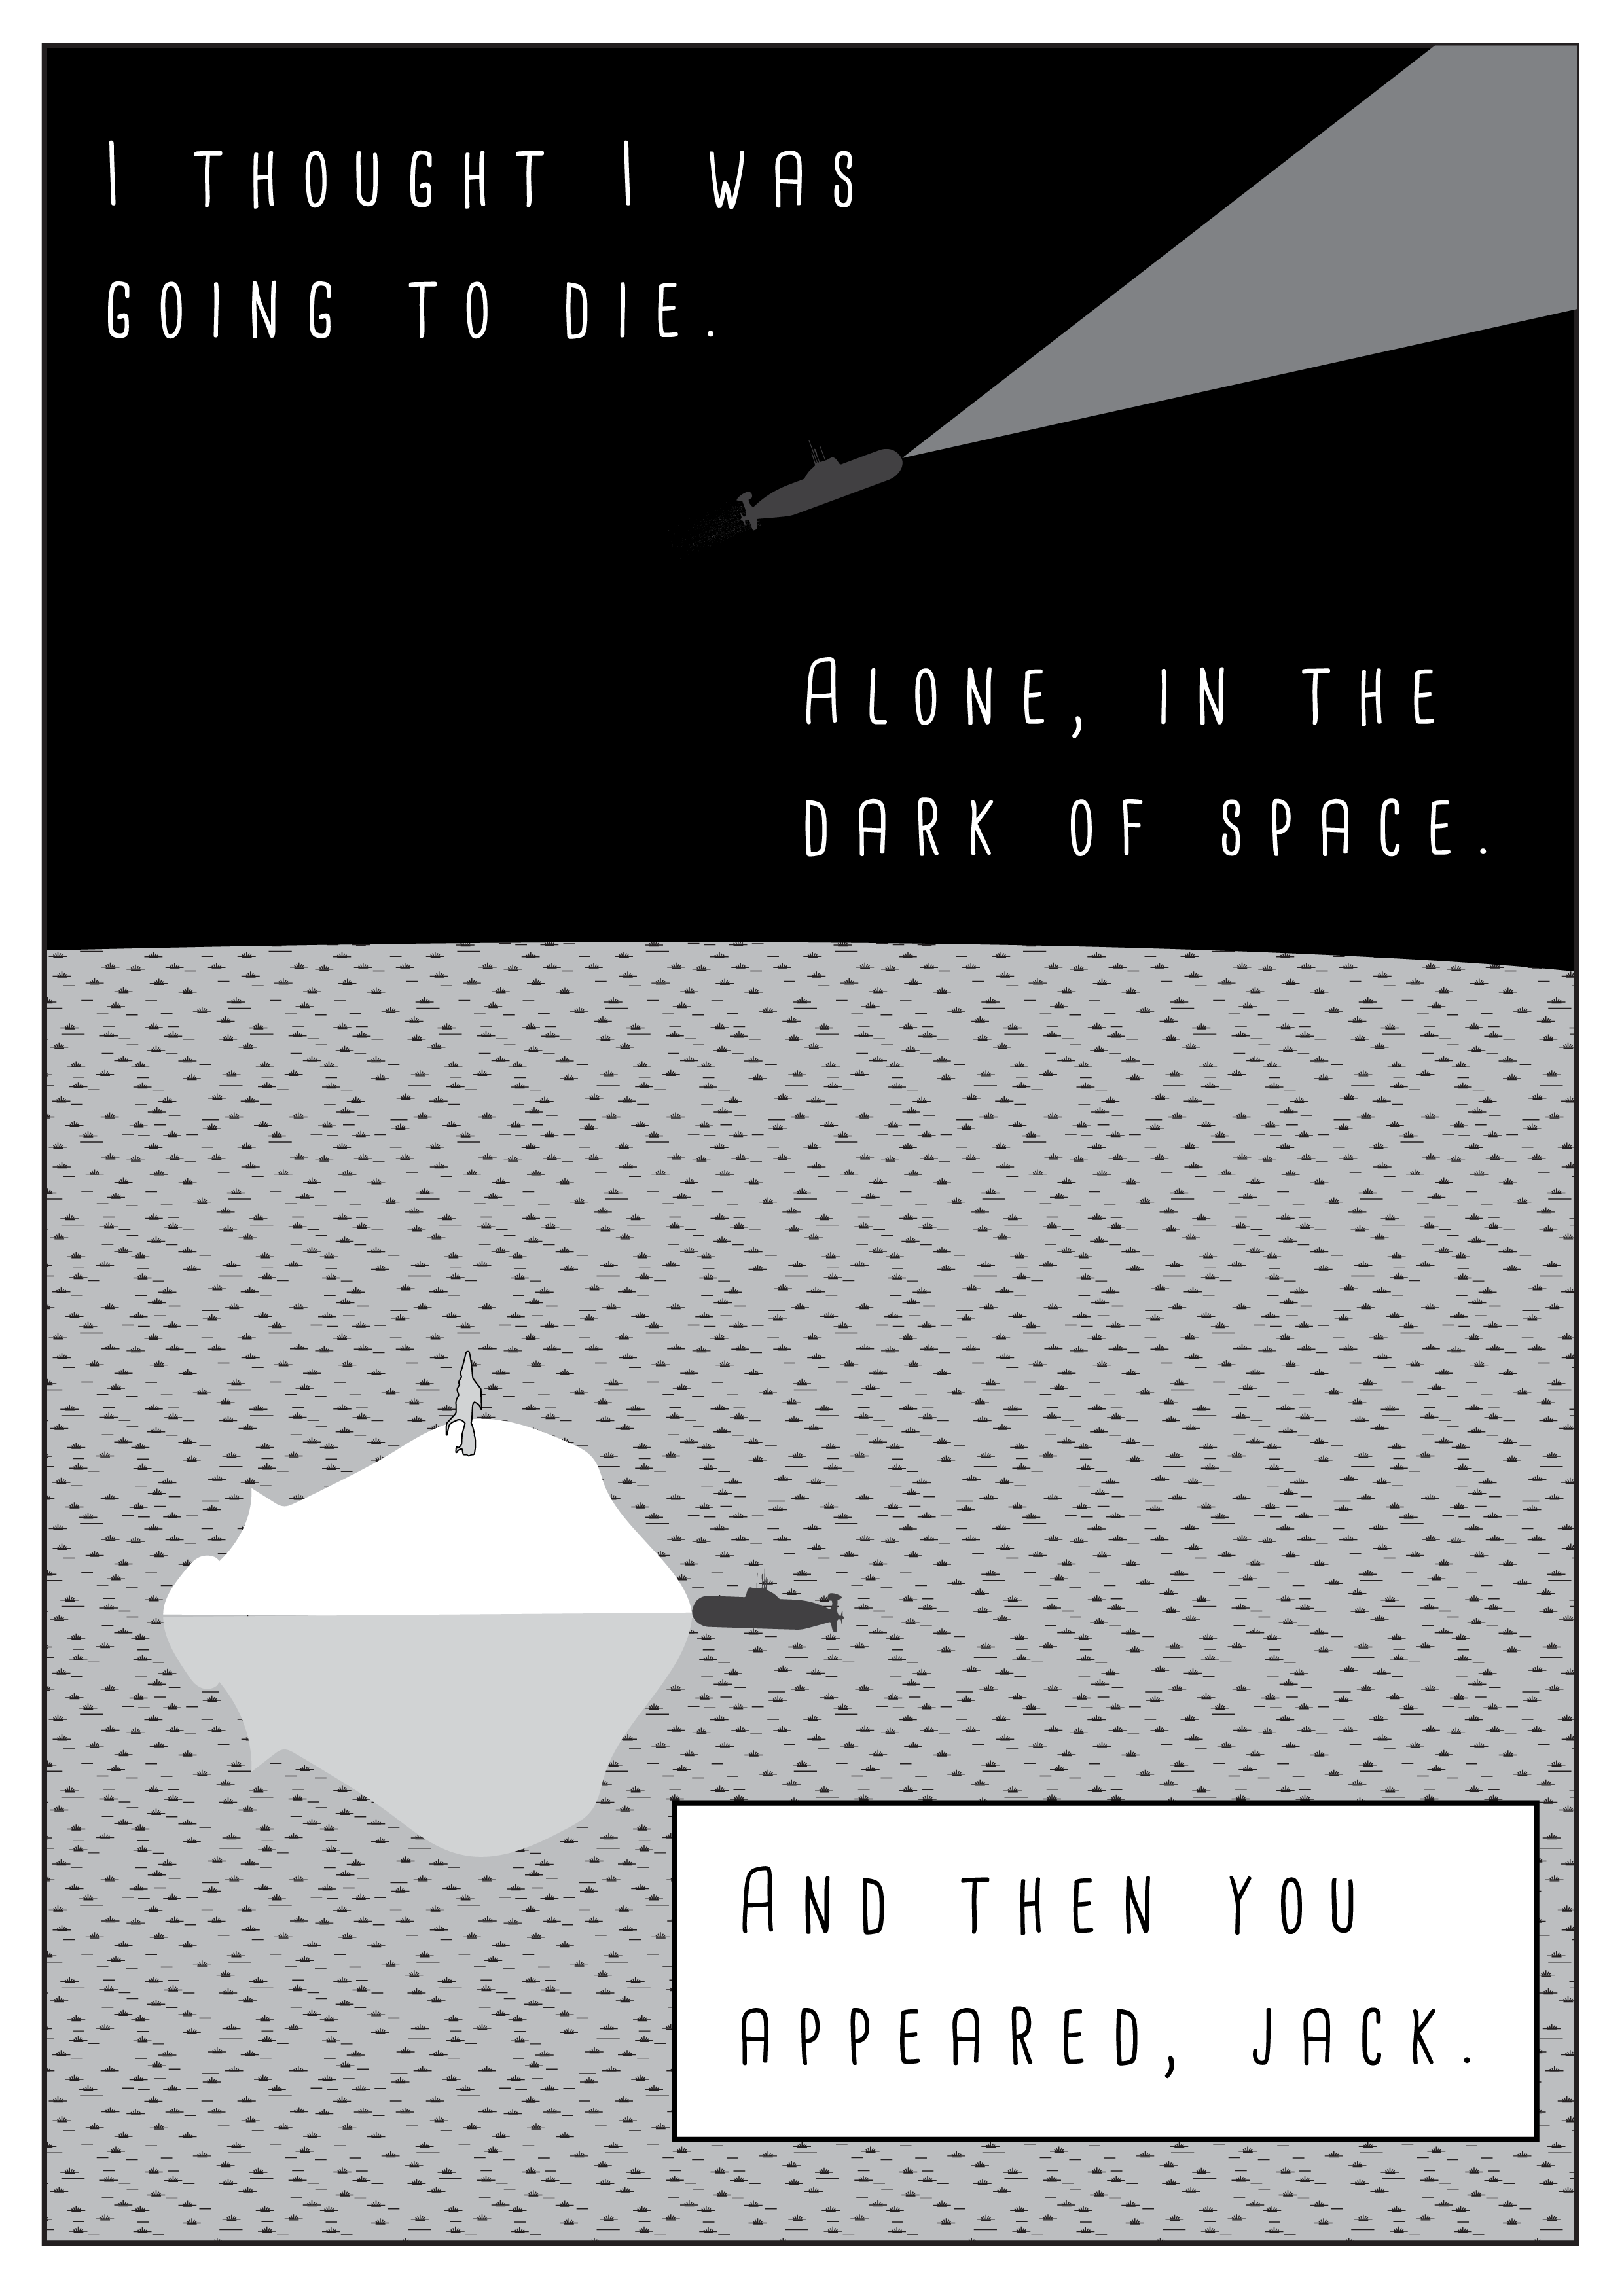 I THOUGHT I WAS
GOING TO DIE.
ALONE, IN THE
DARK OF SPACE.
AND THEN YOU
APPEARED, JACK.